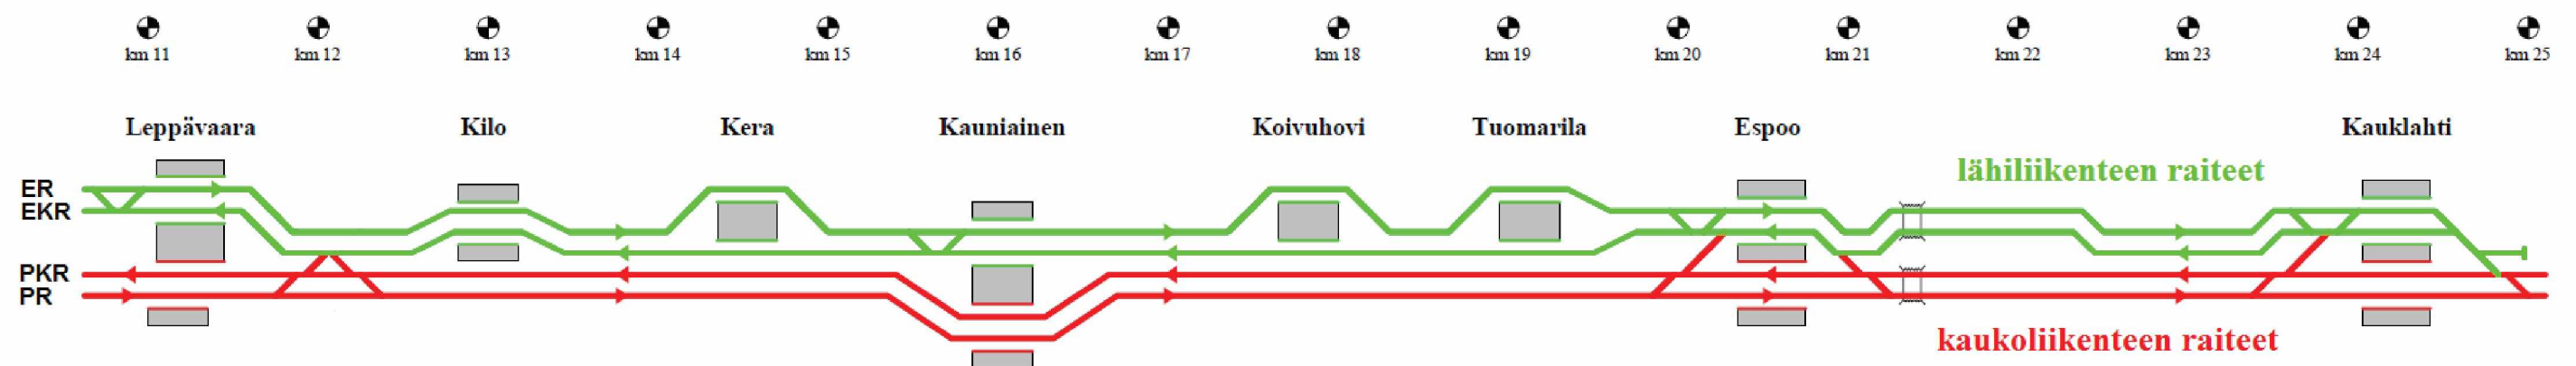 km 11 km 12 km 13 km 14 km 15 km 16 km 17 km 18 km 19 km 20 km 21 km 22 km 23 km 24 km 25
Leppävaara Kilo Kera Kauniainen Koivuhovi Tuomarila Espoo Kauklahti
lähiliikenteen raiteet
ER
EKR
PKR
PR
kaukoliikenteen raiteet